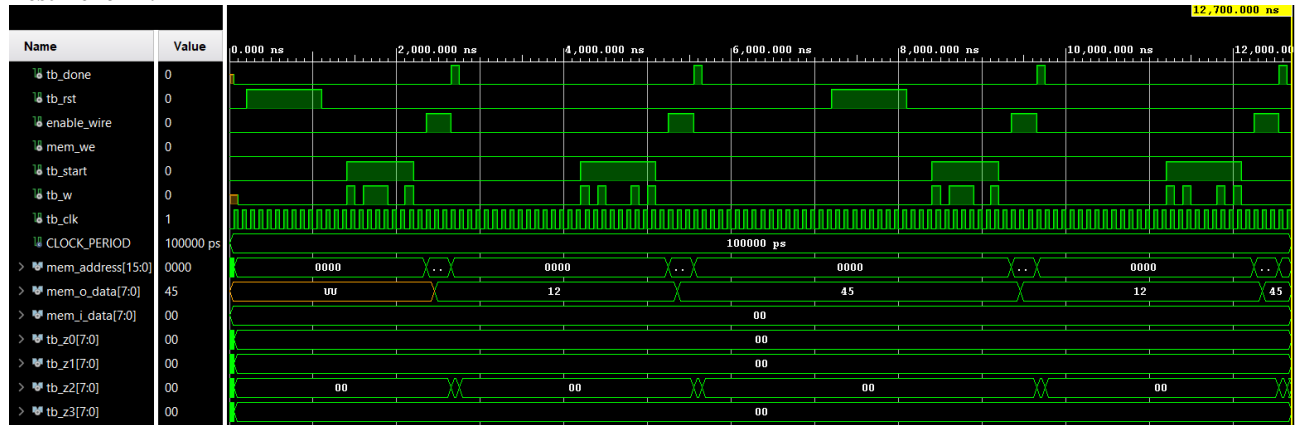 12,700.000 ns
Name Value 0.000 ns 2,000.000 ns 4,000.000 ns 6,000.000 ns 8,000.000 ns 10,000.000 ns 12,000.00
tb_done 0
tb_rst 0
enable_wire 0
mem_we 0
tb_start 0
tb_w 0
tb_clk 1
CLOCK_PERIOD 100000 ps 100000 ps
> mem_address[15:0] 0000 0000 .. 0000 .. 0000 .. 0000 ..
> mem_o_data[7:0] 45 UU 12 45 12 45
> mem_i_data[7:0] 00 00
> tb_z0[7:0] 00 00
> tb_z1[7:0] 00 00
> tb_z2[7:0] 00 00 00 00 00
> tb_z3[7:0] 00 00